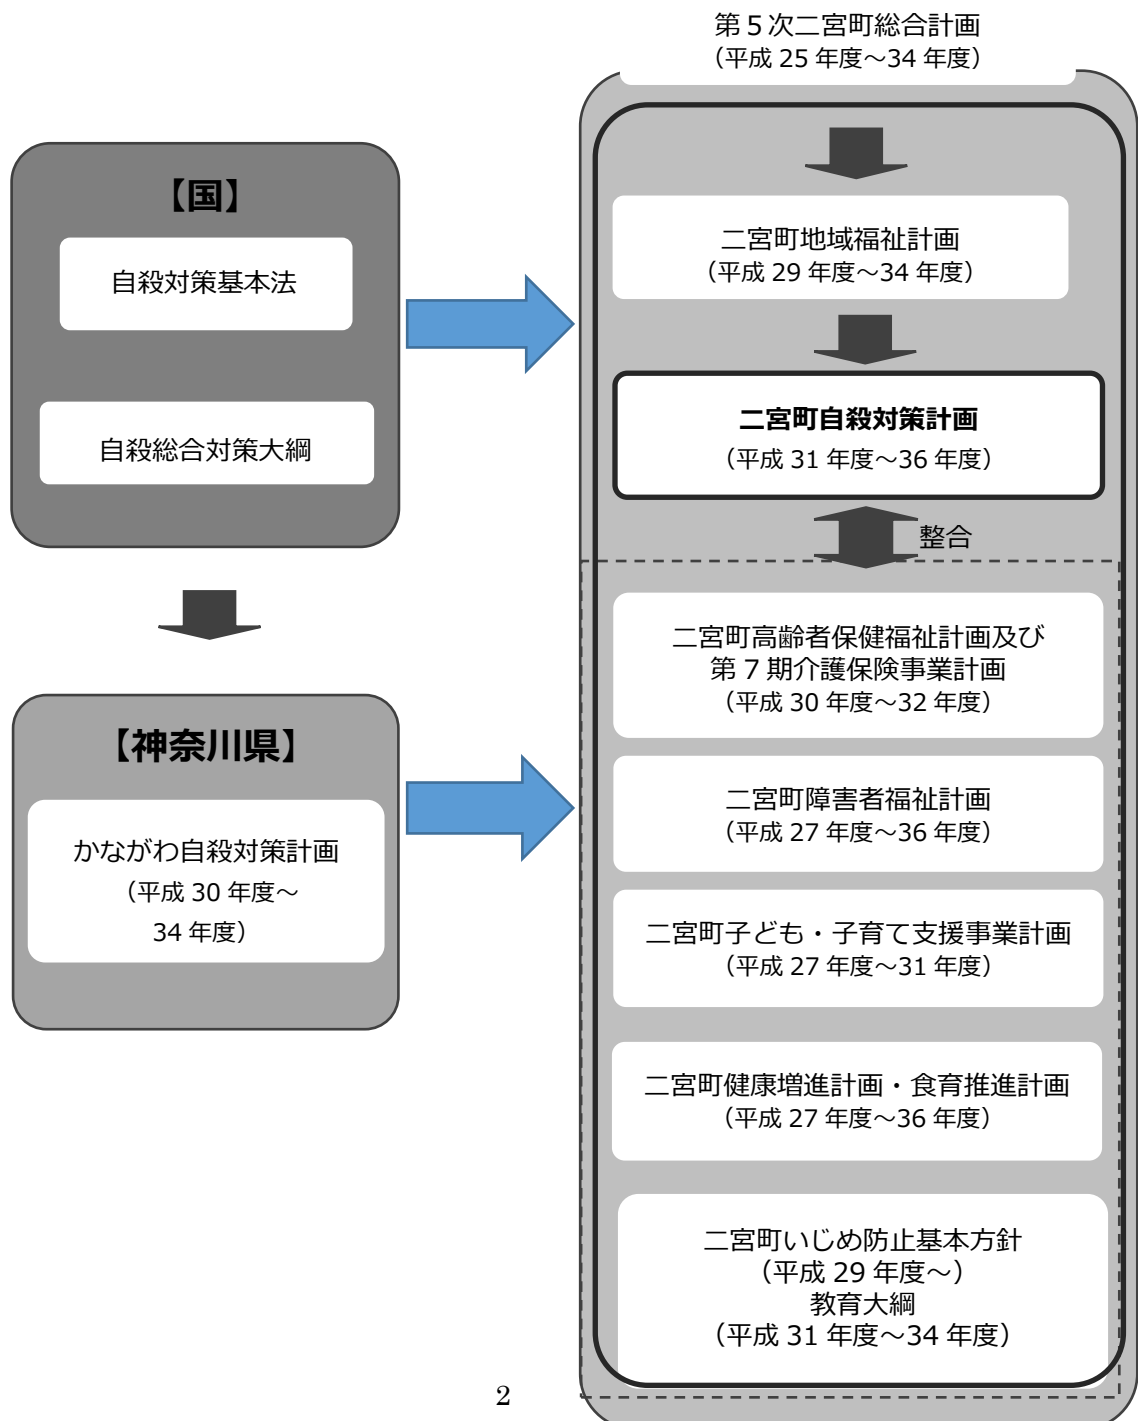 第５次二宮町総合計画
（平成 25 年度～34 年度）
【国】
自殺対策基本法
自殺総合対策大綱
【神奈川県】
かながわ自殺対策計画
（平成 30 年度～
34 年度）
二宮町地域福祉計画
（平成 29 年度～34 年度）
二宮町自殺対策計画
（平成 31 年度～36 年度）
整合
二宮町高齢者保健福祉計画及び
第 7 期介護保険事業計画
（平成 30 年度～32 年度）
二宮町障害者福祉計画
（平成 27 年度～36 年度）
二宮町子ども・子育て支援事業計画
（平成 27 年度～31 年度）
二宮町健康増進計画・食育推進計画
（平成 27 年度～36 年度）
二宮町いじめ防止基本方針
（平成 29 年度～）
教育大綱
（平成 31 年度～34 年度）
2